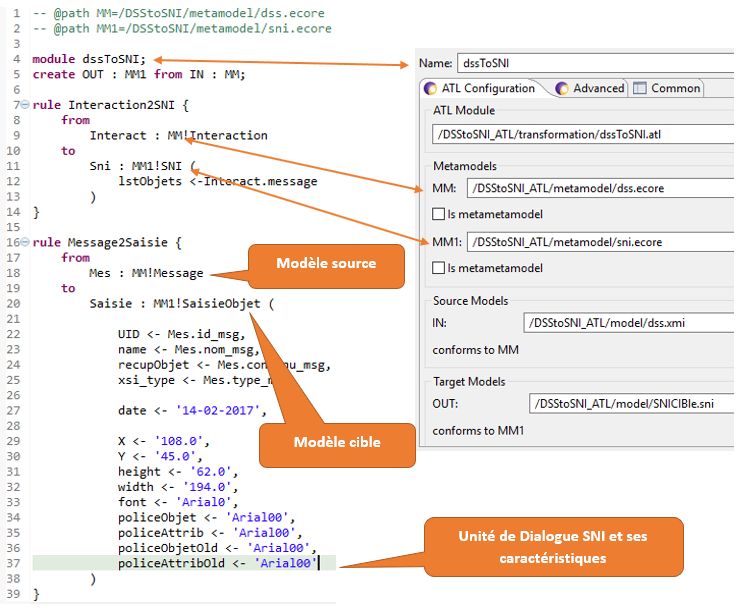 1 -- @path MM=/DSStoSNI/metamodel/dss.ecore
2 -- @path MM1=/DSStoSNI/metamodel/sni.ecore
3
4 module dssToSNI;
5 create OUT : MM1 from IN : MM;
6
7 rule Interaction2SNI {
8 from
9 Interact : MM!Interaction
10 to
11 Sni : MM1!SNI (
12 lstObjets <-Interact.message
13 )
14 }
15
16 rule Message2Saisie {
17 from
18 Mes : MM!Message
19 to
20 Saisie : MM1!SaisieObjet (
21
22 UID <- Mes.id_msg,
23 name <- Mes.nom_msg,
24 recupObjet <- Mes.con nu_msg,
25 xsi_type <- Mes.type_m
26
27 date <- '14-02-2017',
28
29 X <- '108.0',
30 Y <- '45.0',
31 height <- '62.0',
32 width <- '194.0',
33 font <- 'Arial0',
34 policeObjet <- 'Arial00',
35 policeAttrib <- 'Arial00',
36 policeObjetOld <- 'Arial00',
37 policeAttribOld <- 'Arial00'
38 )
39 }
Modèle source
Modèle cible
Unité de Dialogue SNI et ses
caractéristiques
Name: dssToSNI
ATL Configuration Advanced Common
ATL Module
/DSStoSNI_ATL/transformation/dssToSNI.atl
Metamodels
MM: /DSStoSNI_ATL/metamodel/dss.ecore
Is metametamodel
MM1: /DSStoSNI_ATL/metamodel/sni.ecore
Is metametamodel
Source Models
IN: /DSStoSNI_ATL/model/dss.xmi
conforms to MM
Target Models
OUT: /DSStoSNI_ATL/model/SNICIBle.sni
conforms to MM1